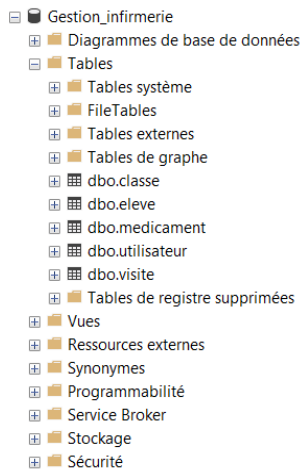 Gestion_infirmerie
Diagrammes de base de données
Tables
Tables système
FileTables
Tables externes
Tables de graphe
dbo.classe
dbo.eleve
dbo.medicament
dbo.utilisateur
dbo.visite
Tables de registre supprimées
Vues
Ressources externes
Synonymes
Programmabilité
Service Broker
Stockage
Sécurité